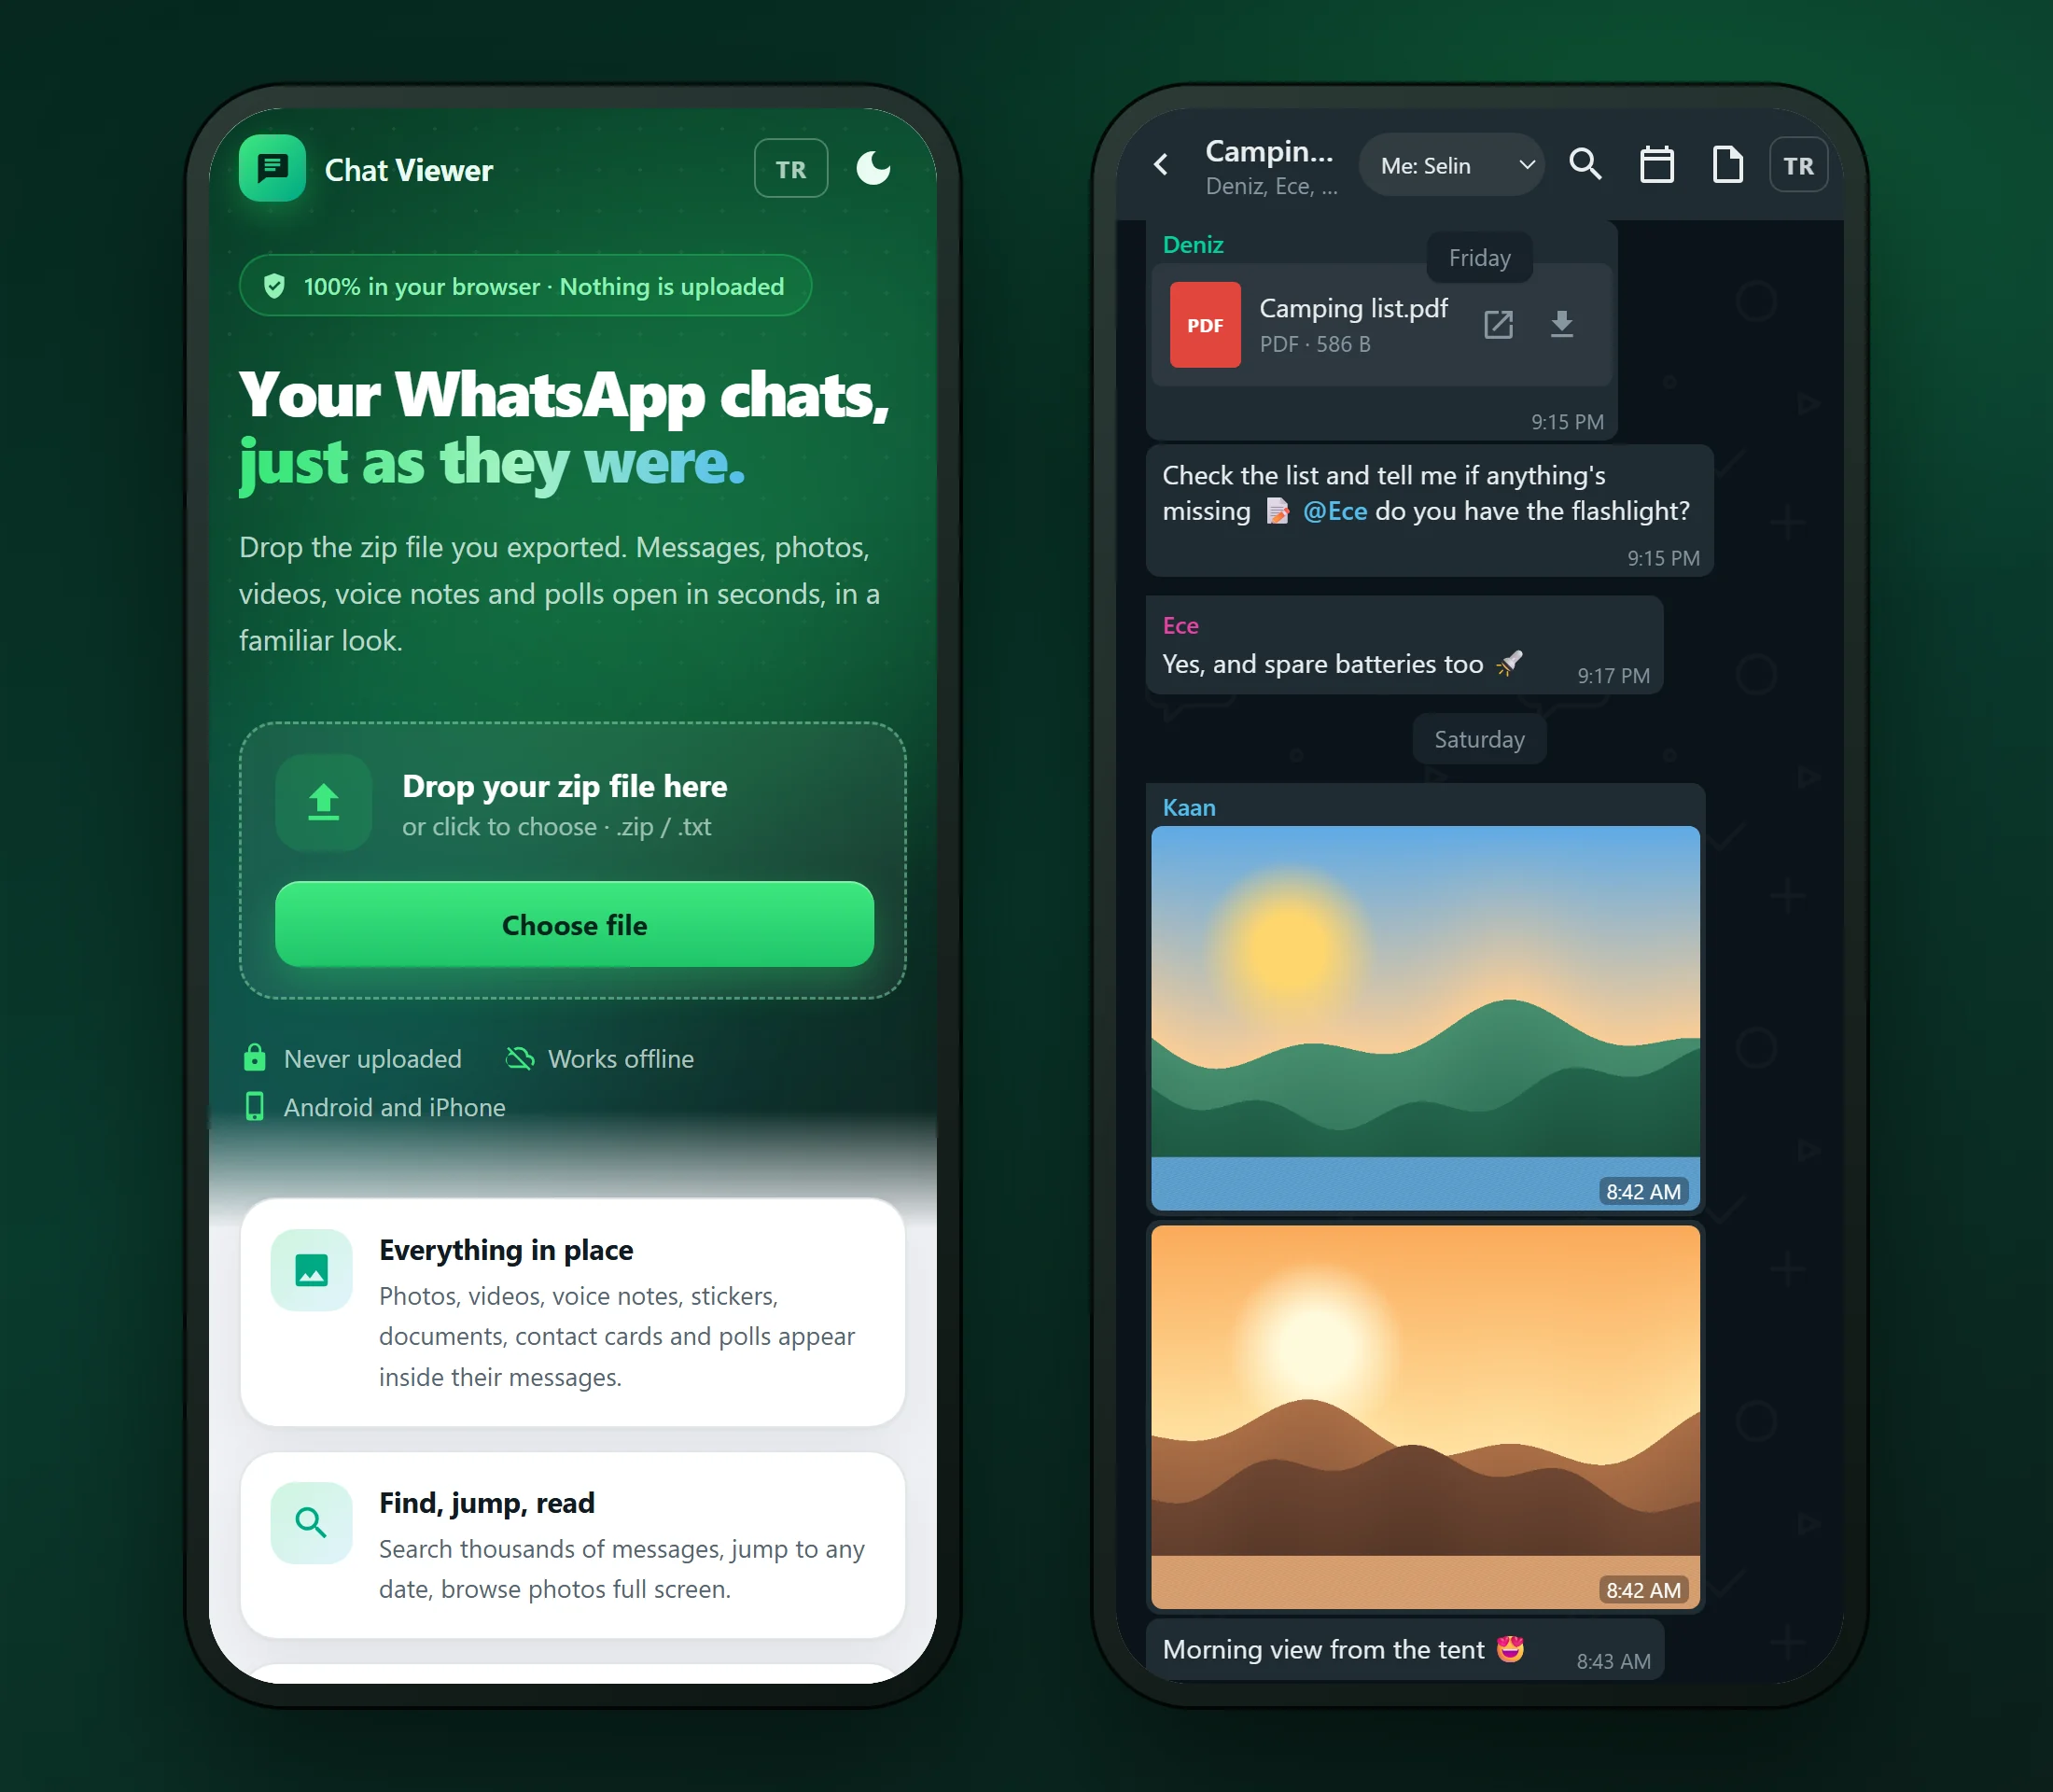 Chat Viewer
TR
100% in your browser · Nothing is uploaded
Your WhatsApp chats,
just as they were.
Drop the zip file you exported. Messages, photos,
videos, voice notes and polls open in seconds, in a
familiar look.
Drop your zip file here
or click to choose · .zip / .txt
Choose file
Never uploaded
Works offline
Android and iPhone
Everything in place
Photos, videos, voice notes, stickers,
documents, contact cards and polls appear
inside their messages.
Find, jump, read
Search thousands of messages, jump to any
date, browse photos full screen.
Campin...
Deniz, Ece, ...
Me: Selin
TR
Deniz
Friday
PDF
Camping list.pdf
PDF · 586 B
9:15 PM
Check the list and tell me if anything's
missing 📝 @Ece do you have the flashlight?
9:15 PM
Ece
Yes, and spare batteries too 🔦
9:17 PM
Saturday
Kaan
8:42 AM
8:42 AM
Morning view from the tent 😍
8:43 AM